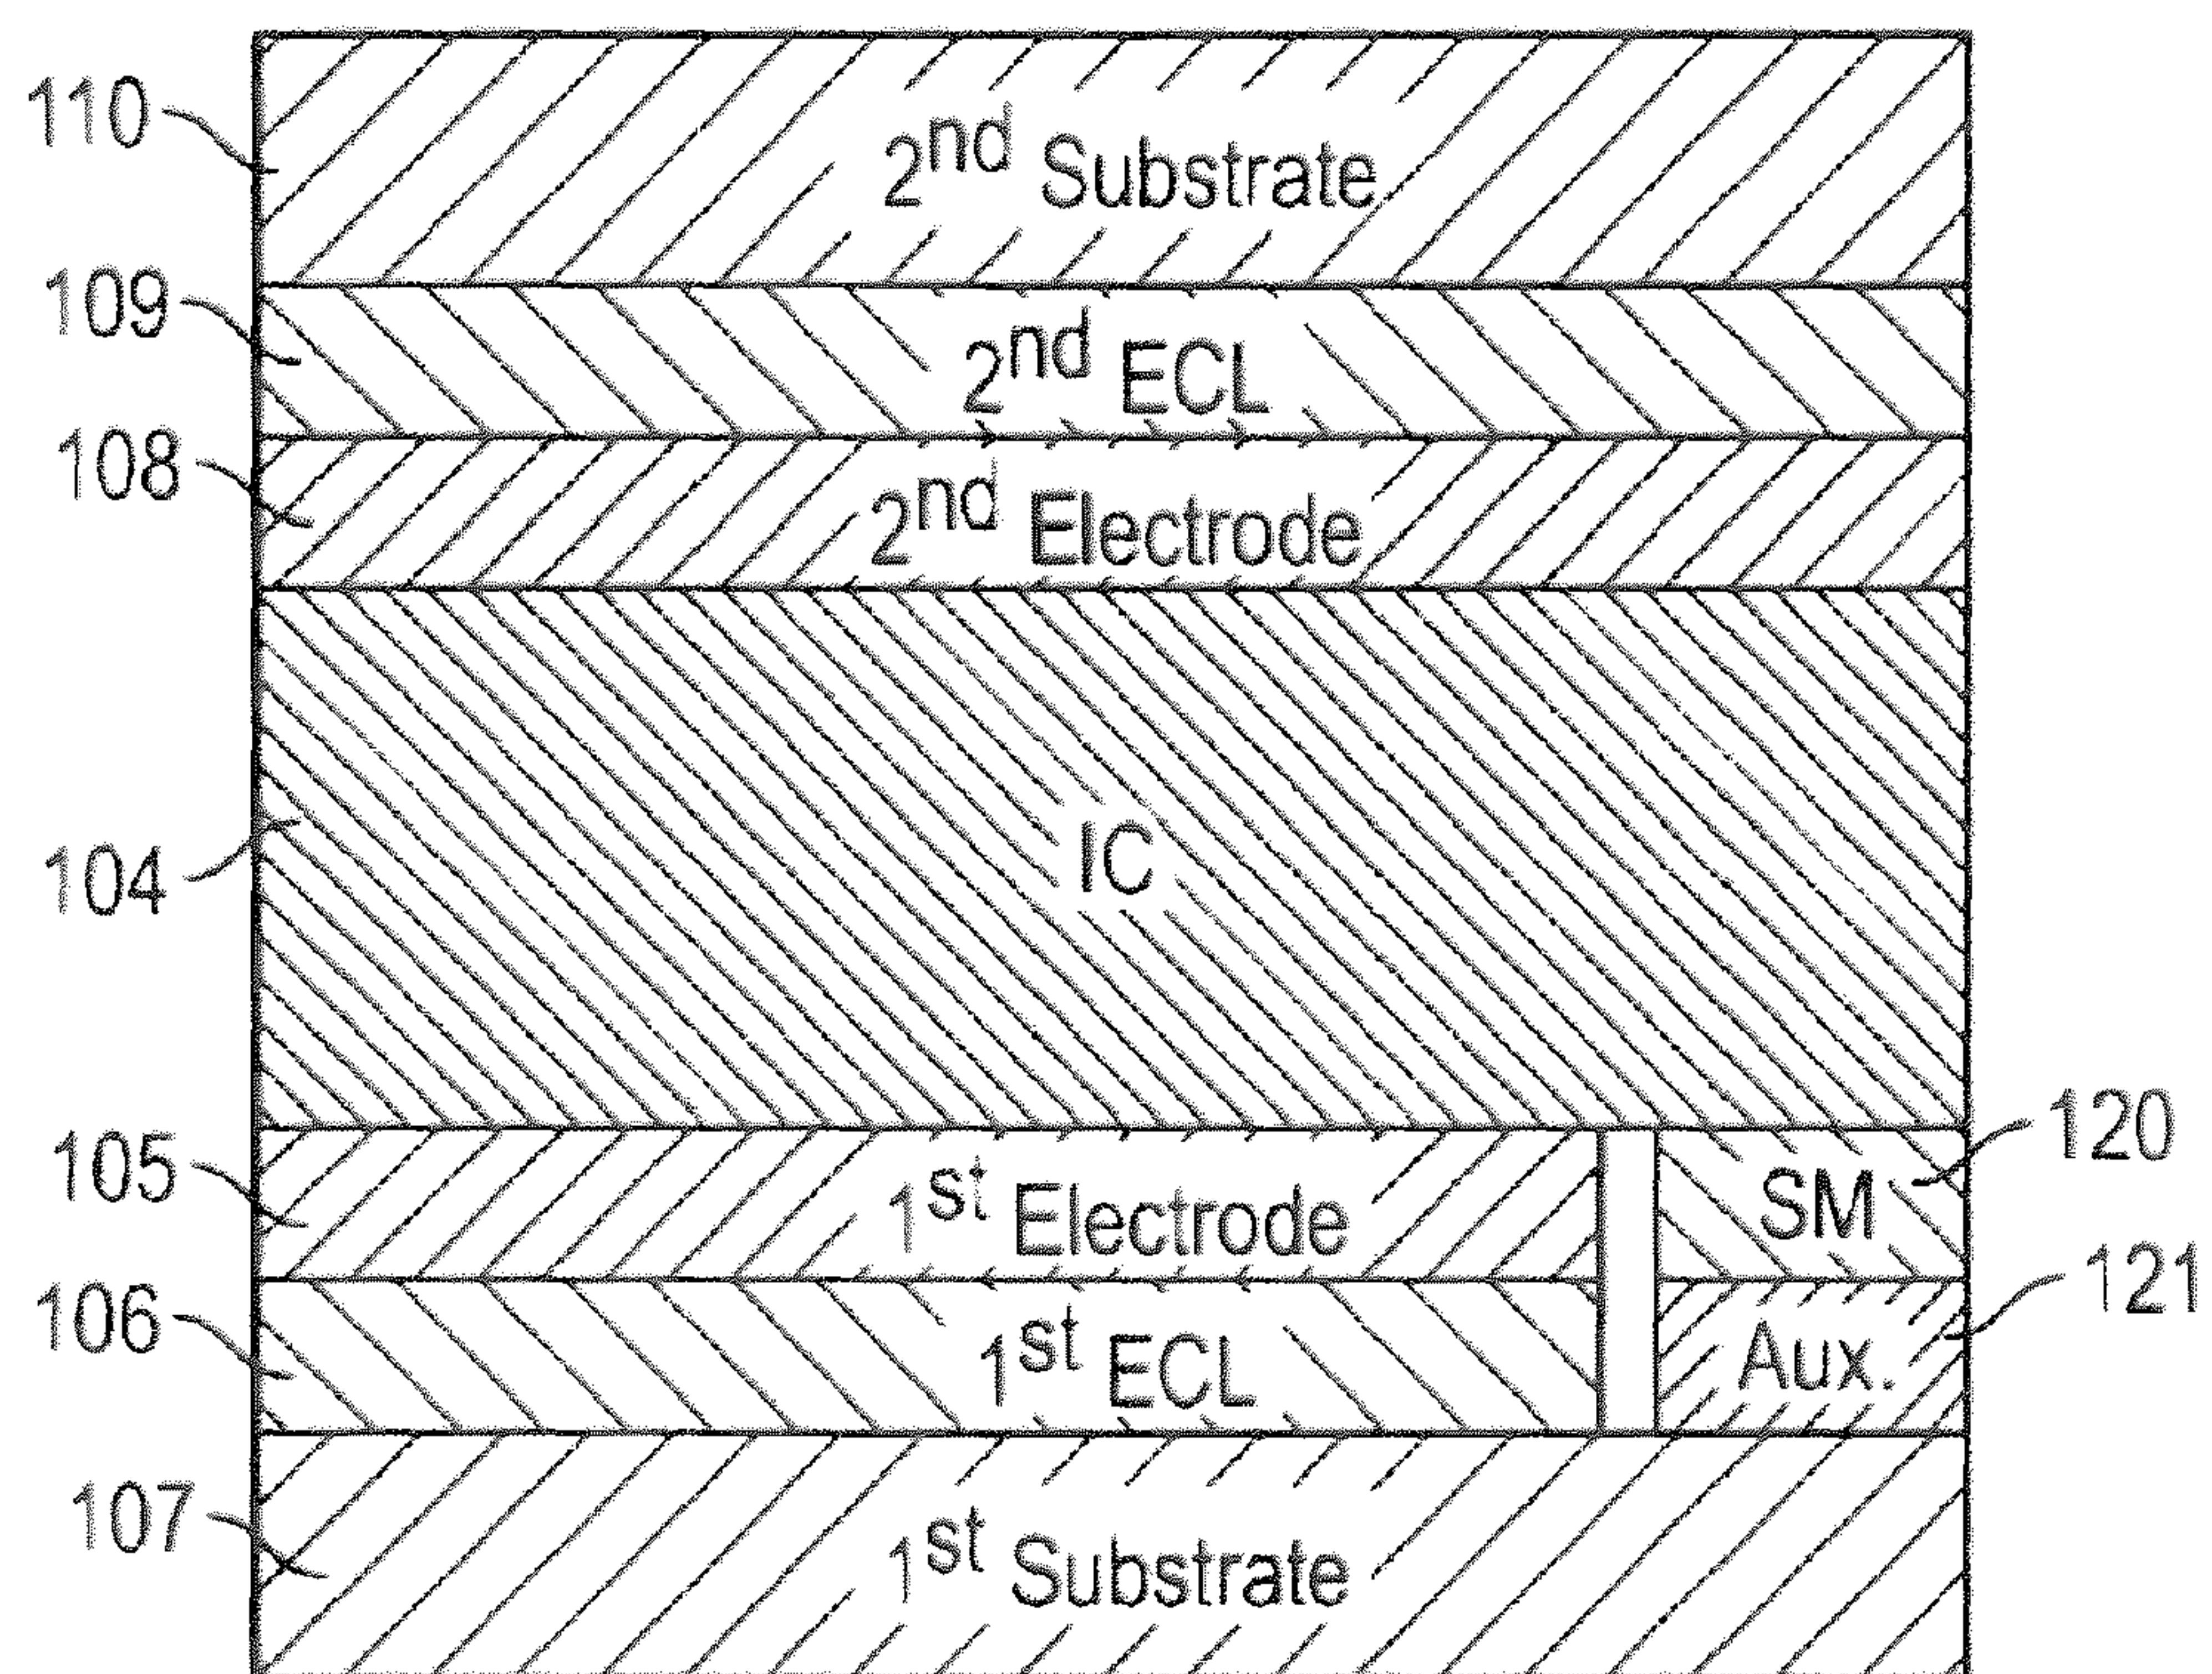 110
2nd Substrate
109
2nd ECL
108
2nd Electrode
104
IC
105
1st Electrode
SM
120
106
1st ECL
Aux.
121
107
1st Substrate